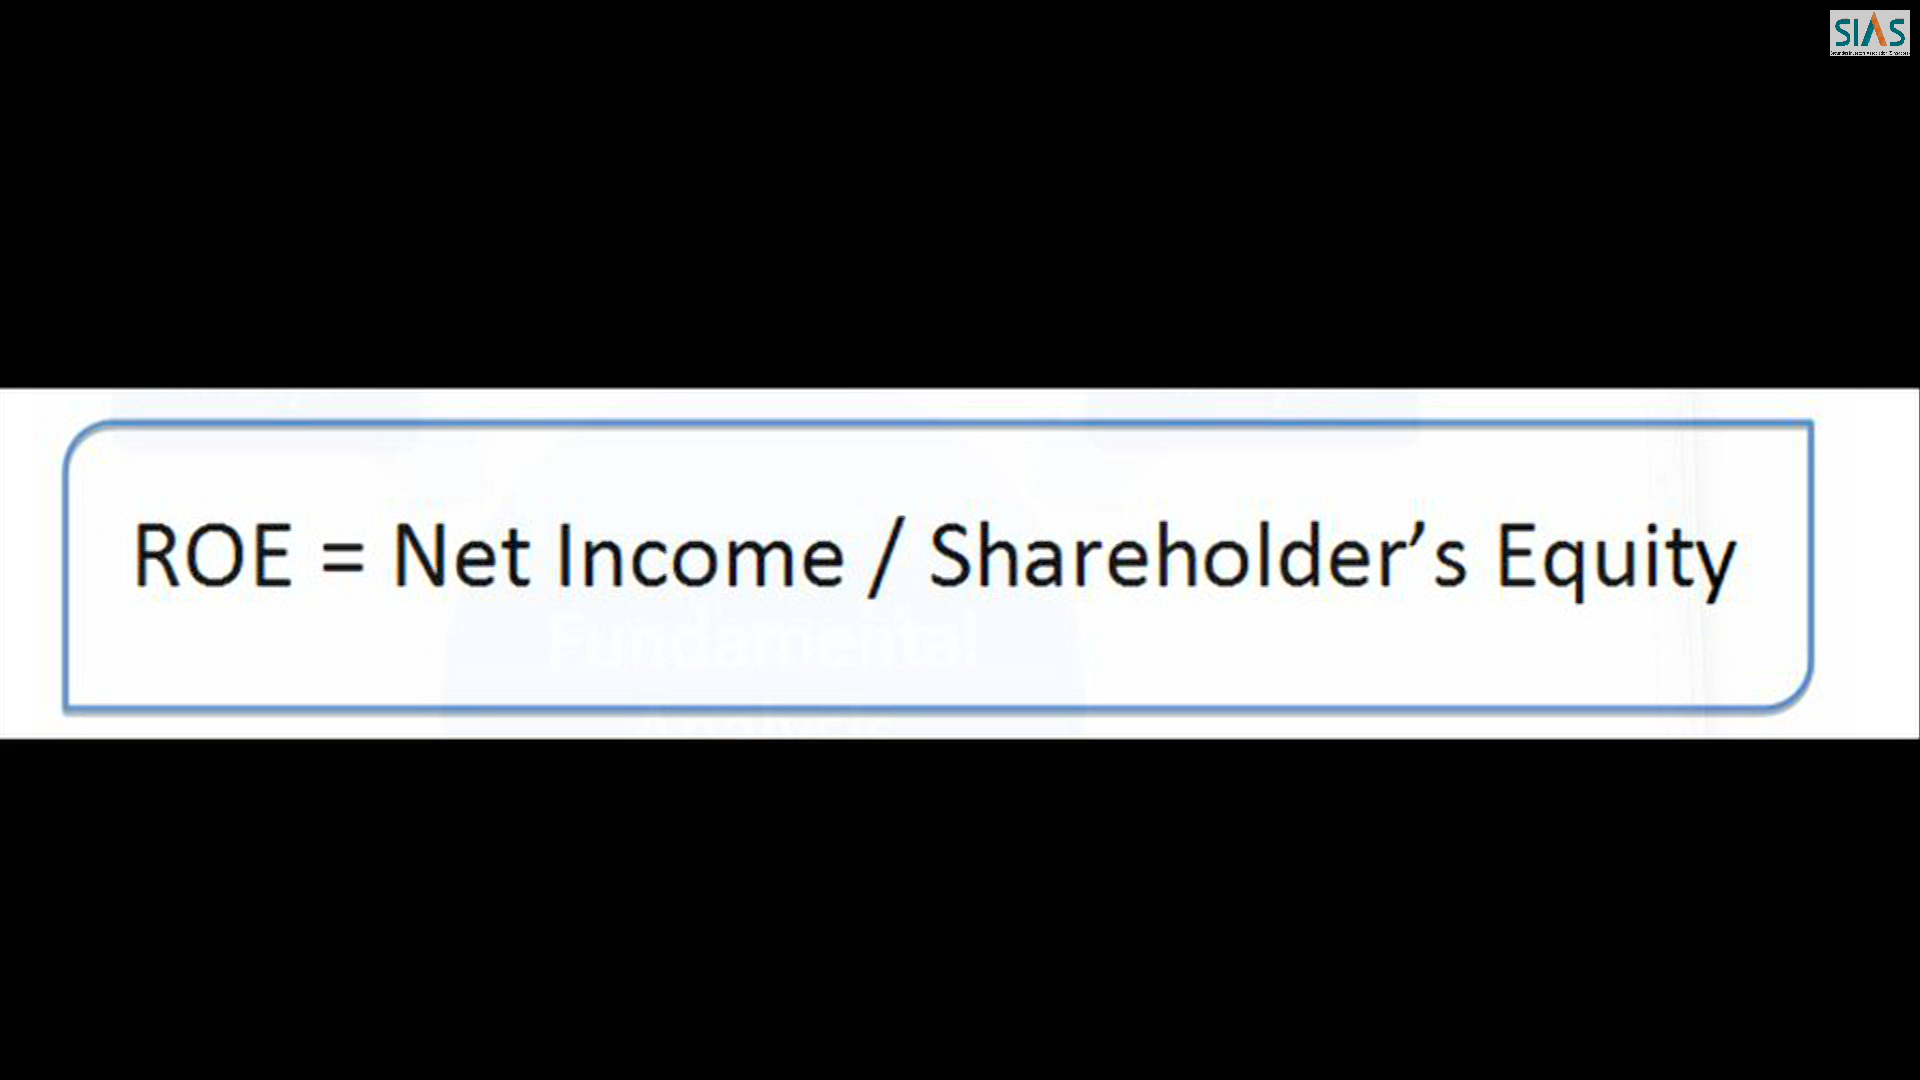 SIAS
ROE = Net Income / Shareholder’s Equity
Fundamental